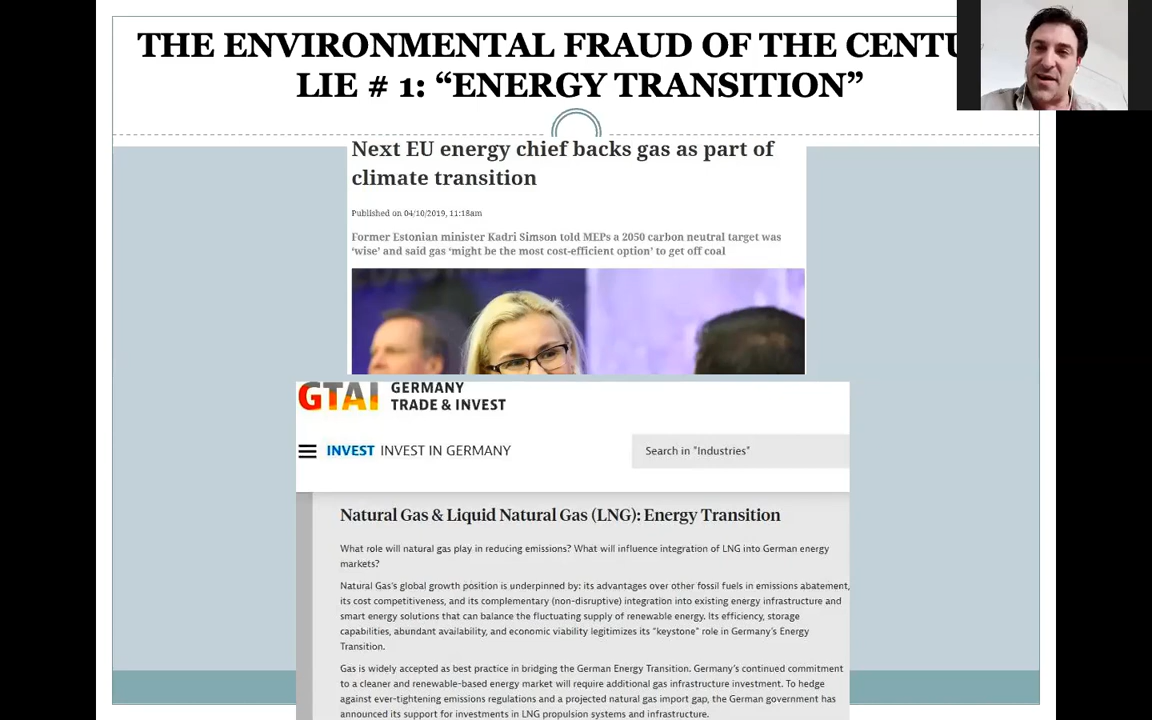 THE ENVIRONMENTAL FRAUD OF THE
LIE # 1: “ENERGY TRANSITION”
Next EU energy chief backs gas as part of
climate transition
Published on 04/10/2019, 11:18am
Former Estonian minister Kadri Simson told MEPs a 2050 carbon neutral target was
‘wise’ and said gas ‘might be the most cost-efficient option’ to get off coal
GTAI GERMANY
TRADE & INVEST
INVEST INVEST IN GERMANY
Search in "Industries"
Natural Gas & Liquid Natural Gas (LNG): Energy Transition
What role will natural gas play in reducing emissions? What will influence integration of LNG into German energy
markets?
Natural Gas's global growth position is underpinned by: its advantages over other fossil fuels in emissions abatement,
its cost competitiveness, and its complementary (non-disruptive) integration into existing energy infrastructure and
smart energy solutions that can balance the fluctuating supply of renewable energy. Its efficiency, storage
capabilities, abundant availability, and economic viability legitimizes its "keystone" role in Germany's Energy
Transition.
Gas is widely accepted as best practice in bridging the German Energy Transition. Germany's continued commitment
to a cleaner and renewable-based energy market will require additional gas infrastructure investment. To hedge
against ever-tightening emissions regulations and a projected natural gas import gap, the German government has
announced its support for investments in LNG propulsion systems and infrastructure.